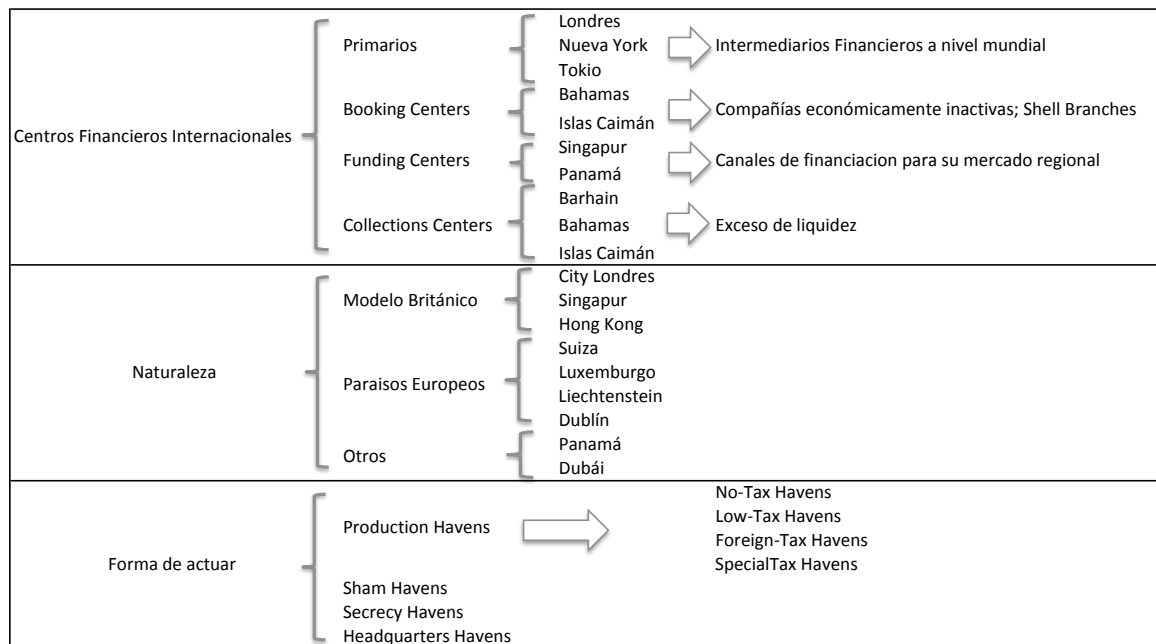 Centros Financieros Internacionales
Primarios
Londres
Nueva York
Tokio
Intermediarios Financieros a nivel mundial
Booking Centers
Bahamas
Islas Caimán
Compañías económicamente inactivas; Shell Branches
Funding Centers
Singapur
Panamá
Canales de financiacion para su mercado regional
Collections Centers
Barhain
Bahamas
Islas Caimán
Exceso de liquidez
Naturaleza
Modelo Británico
City Londres
Singapur
Hong Kong
Paraisos Europeos
Suiza
Luxemburgo
Liechtenstein
Dublín
Otros
Panamá
Dubái
Forma de actuar
Production Havens
No-Tax Havens
Low-Tax Havens
Foreign-Tax Havens
SpecialTax Havens
Sham Havens
Secrecy Havens
Headquarters Havens